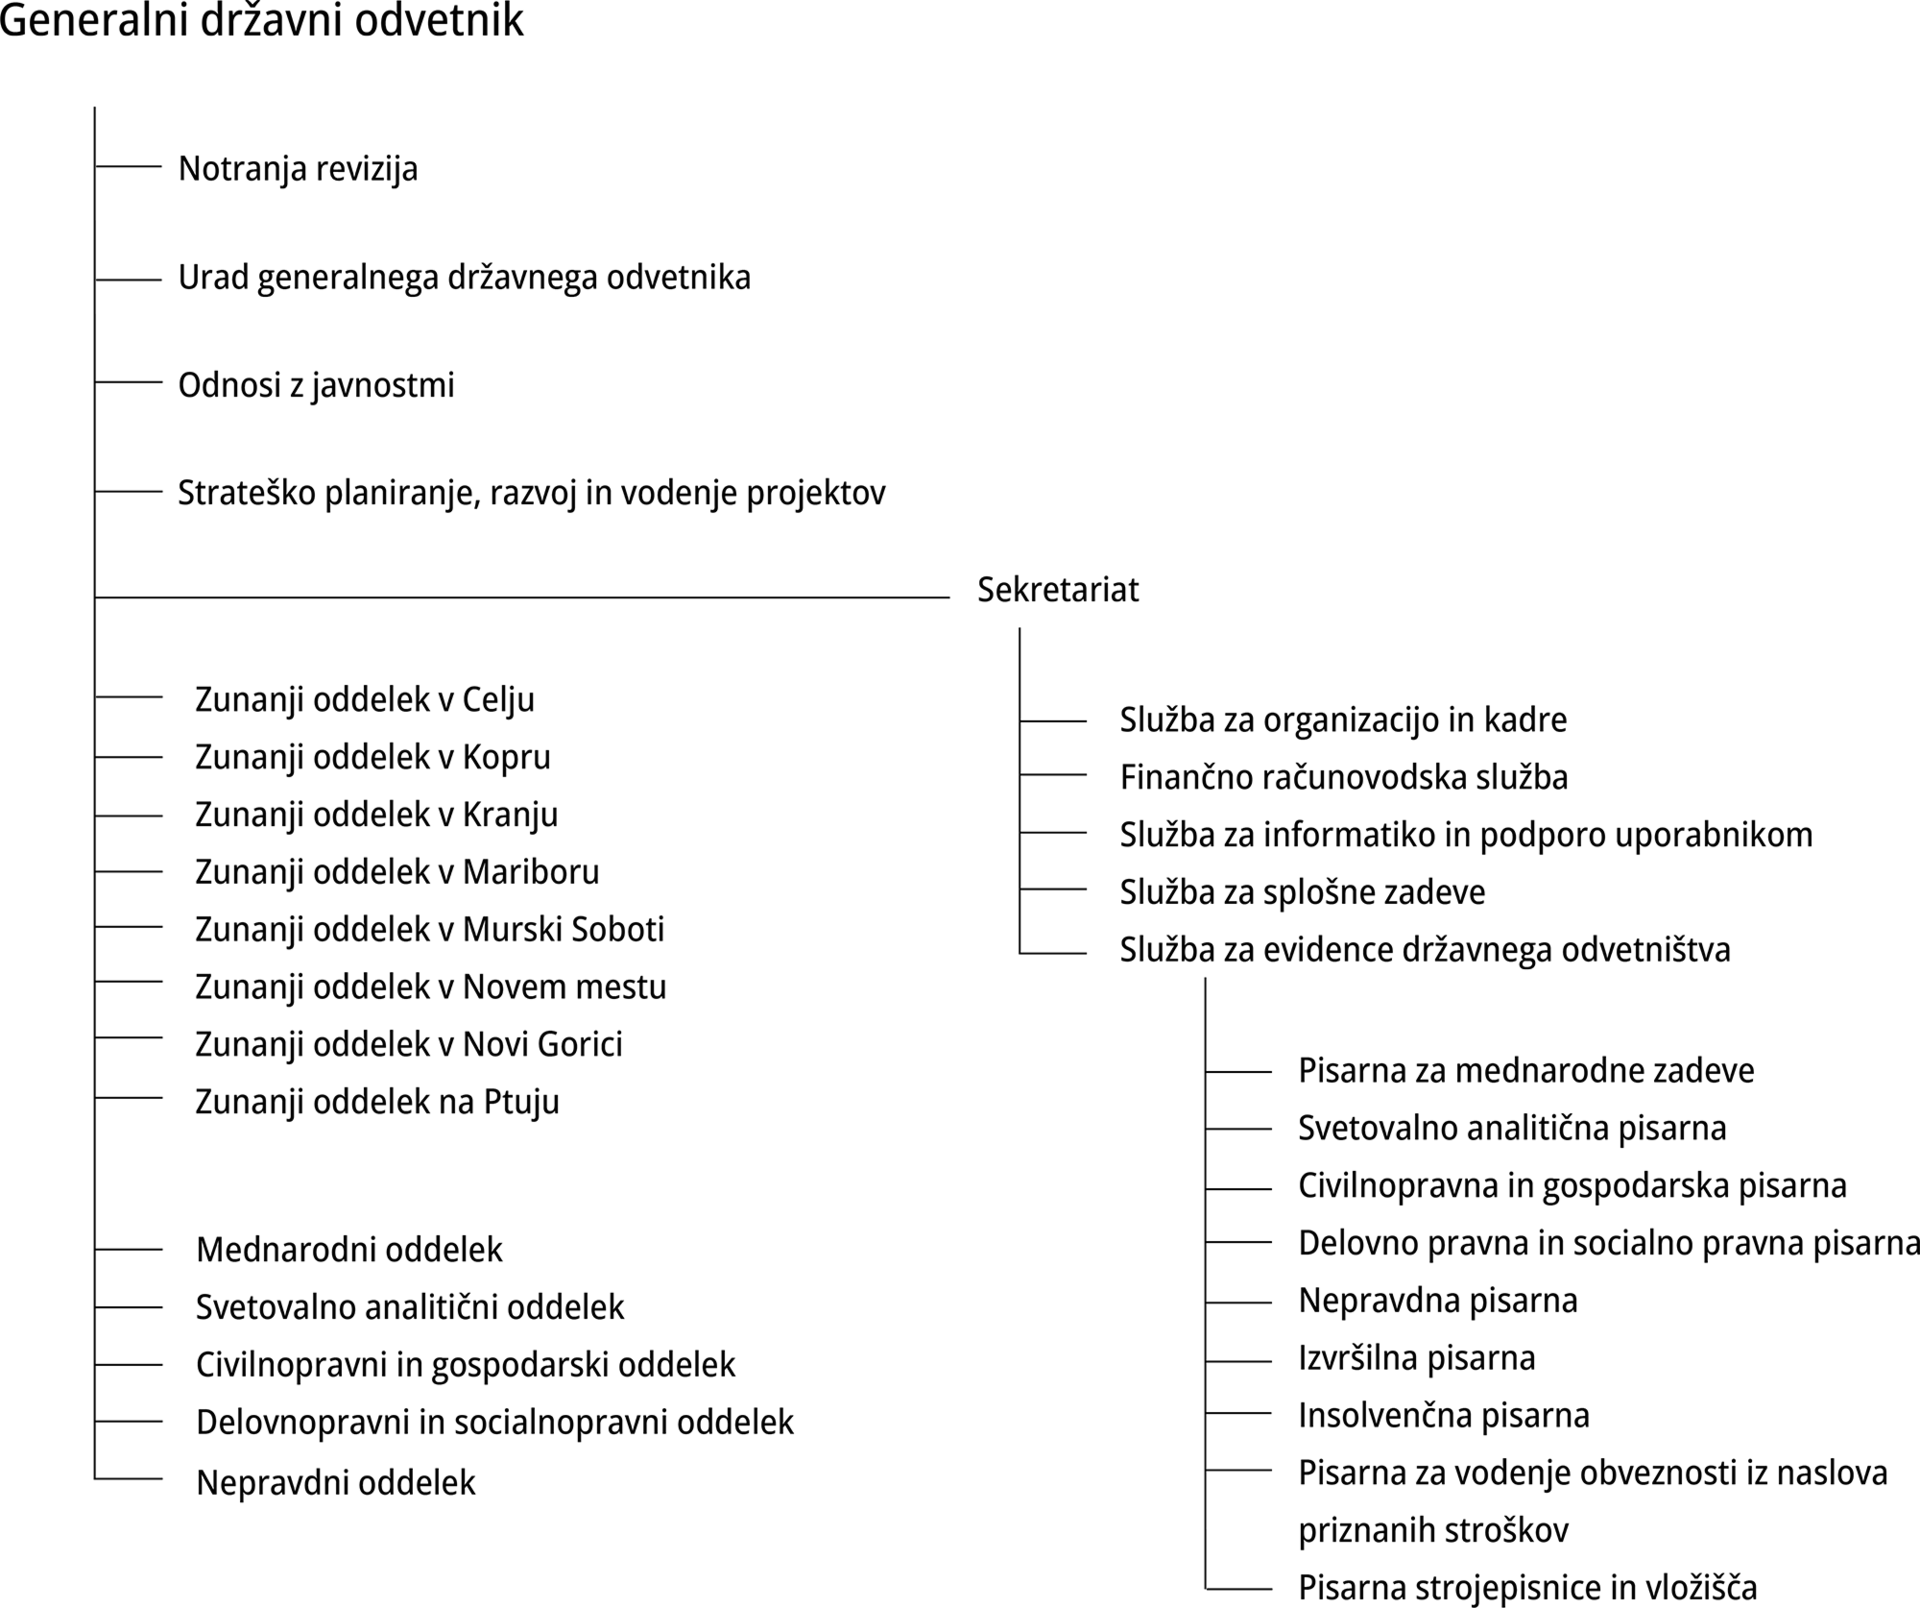 Generalni državni odvetnik
Notranja revizija
Urad generalnega državnega odvetnika
Odnosi z javnostmi
Strateško planiranje, razvoj in vodenje projektov
Sekretariat
Zunanji oddelek v Celju
Zunanji oddelek v Kopru
Zunanji oddelek v Kranju
Zunanji oddelek v Mariboru
Zunanji oddelek v Murski Soboti
Zunanji oddelek v Novem mestu
Zunanji oddelek v Novi Gorici
Zunanji oddelek na Ptuju
Mednarodni oddelek
Svetovalno analitični oddelek
Civilnopravni in gospodarski oddelek
Delovnopravni in socialnopravni oddelek
Nepravdni oddelek
Služba za organizacijo in kadre
Finančno računovodska služba
Služba za informatiko in podporo uporabnikom
Služba za splošne zadeve
Služba za evidence državnega odvetništva
Pisarna za mednarodne zadeve
Svetovalno analitična pisarna
Civilnopravna in gospodarska pisarna
Delovno pravna in socialno pravna pisarna
Nepravdna pisarna
Izvršilna pisarna
Insolvenčna pisarna
Pisarna za vodenje obveznosti iz naslova
priznanih stroškov
Pisarna strojepisnice in vložišča